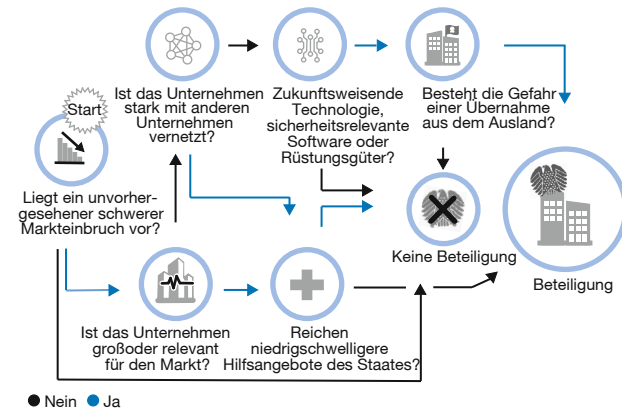 Start
Liegt ein unvorher-
gesehener schwerer
Markteinbruch vor?
Ist das Unternehmen
stark mit anderen
Unternehmen
vernetzt?
Zukunftsweisende
Technologie,
sicherheitsrelevante
Software oder
Rüstungsgüter?
Besteht die Gefahr
einer Übernahme
aus dem Ausland?
Keine Beteiligung
Beteiligung
Ist das Unternehmen
großoder relevant
für den Markt?
Reichen
niedrigschwelligere
Hilfsangebote des Staates?
Nein Ja